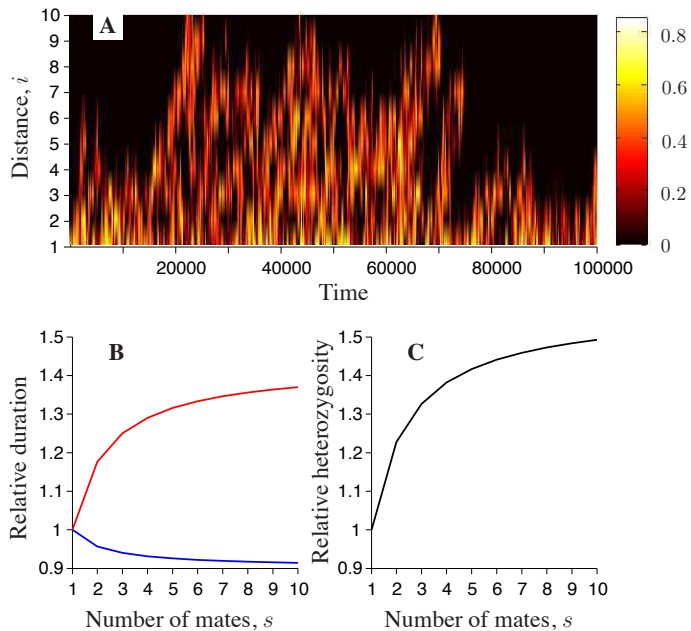 A
10
9
8
7
6
5
4
3
2
1
Distance, i
20000 40000 60000 80000 100000
Time
0.8
0.6
0.4
0.2
0
B
1.5
1.4
1.3
1.2
1.1
1
0.9
Relative duration
1 2 3 4 5 6 7 8 9 10
Number of mates, s
C
1.5
1.4
1.3
1.2
1.1
1
0.9
Relative heterozygosity
1 2 3 4 5 6 7 8 9 10
Number of mates, s